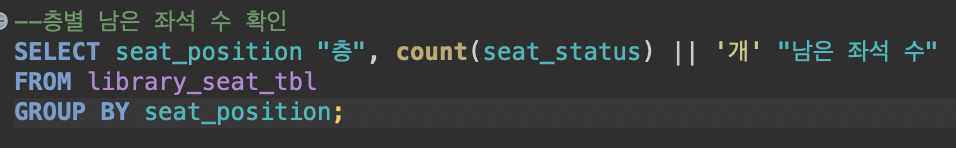 --층별 남은 좌석 수 확인
SELECT seat_position "층", count(seat_status) || '개' "남은 좌석 수"
FROM library_seat_tbl
GROUP BY seat_position;